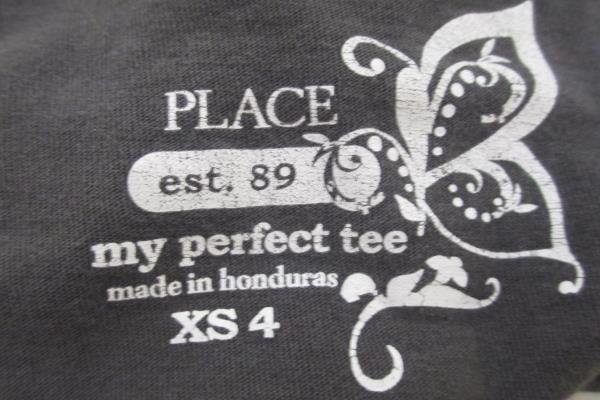 PLACE
est. 89
my perfect tee
made in honduras
XS 4